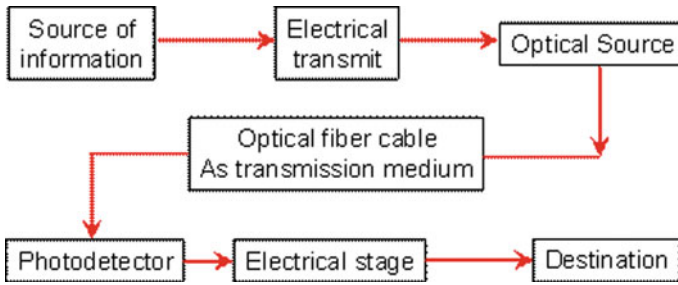 Source of
information
Electrical
transmit
Optical Source
Optical fiber cable
As transmission medium
Photodetector
Electrical stage
Destination